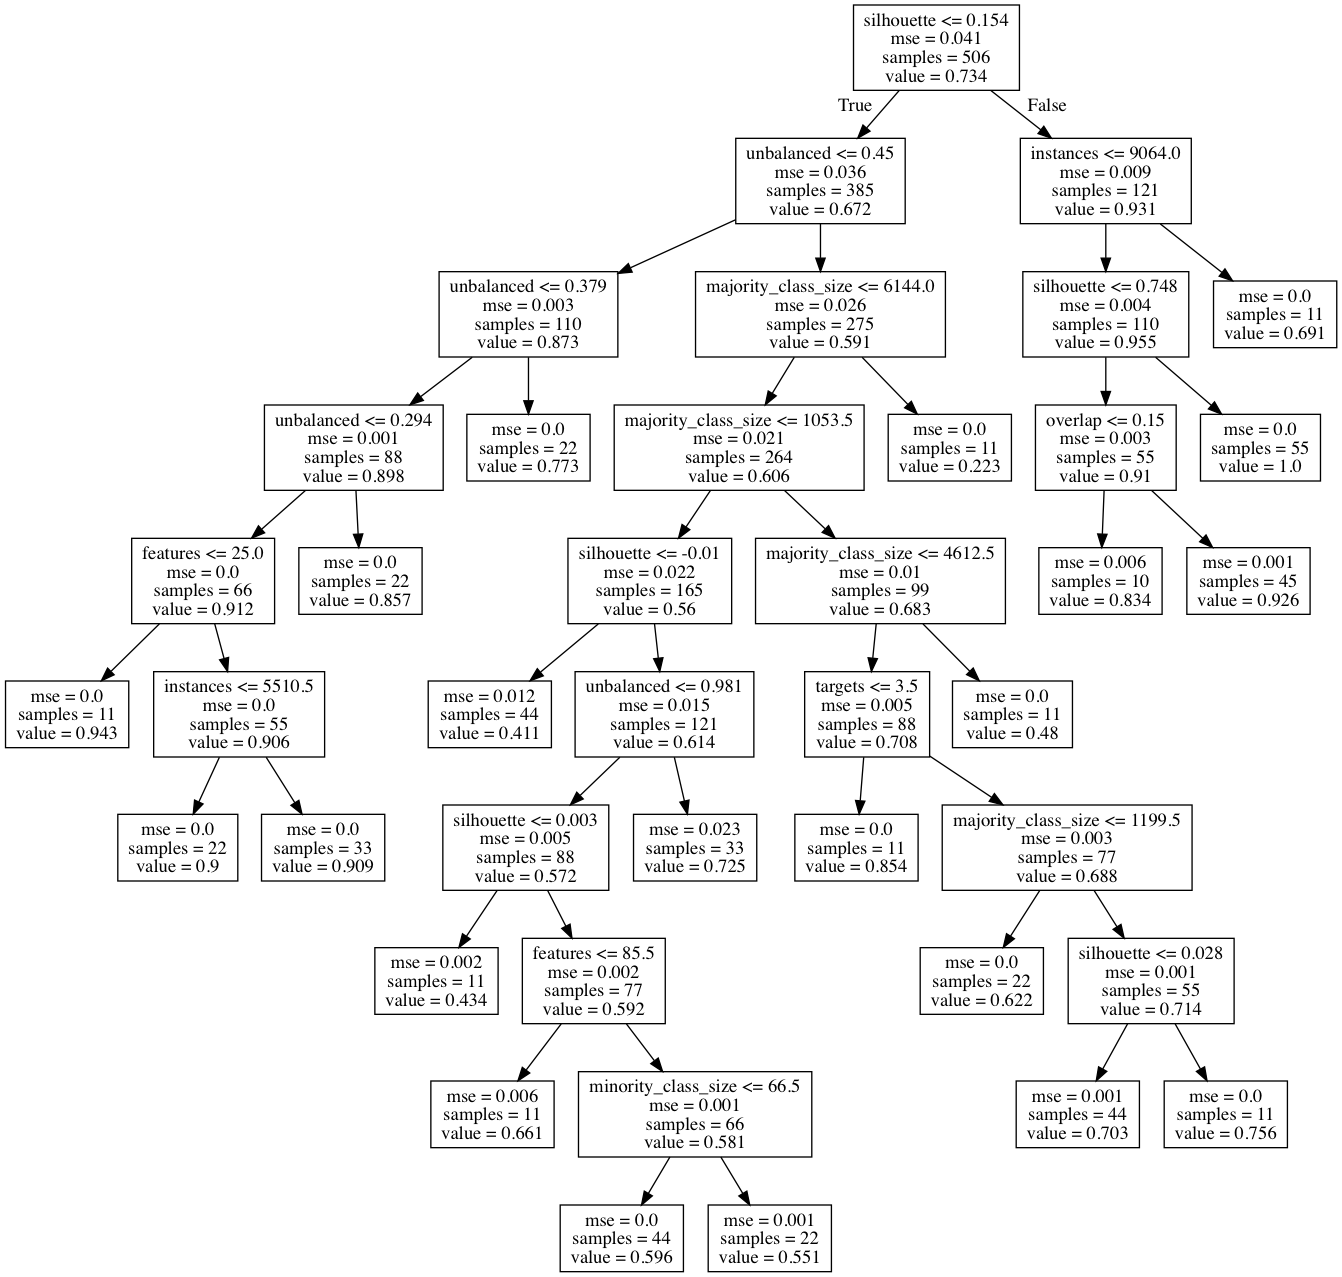 silhouette <= 0.154
mse = 0.041
samples = 506
value = 0.734
True
False
unbalanced <= 0.45
mse = 0.036
samples = 385
value = 0.672
instances <= 9064.0
mse = 0.009
samples = 121
value = 0.931
unbalanced <= 0.379
mse = 0.003
samples = 110
value = 0.873
majority_class_size <= 6144.0
mse = 0.026
samples = 275
value = 0.591
silhouette <= 0.748
mse = 0.004
samples = 110
value = 0.955
mse = 0.0
samples = 11
value = 0.691
unbalanced <= 0.294
mse = 0.001
samples = 88
value = 0.898
mse = 0.0
samples = 22
value = 0.773
majority_class_size <= 1053.5
mse = 0.021
samples = 264
value = 0.606
mse = 0.0
samples = 11
value = 0.223
overlap <= 0.15
mse = 0.003
samples = 55
value = 0.91
mse = 0.0
samples = 55
value = 1.0
features <= 25.0
mse = 0.0
samples = 66
value = 0.912
mse = 0.0
samples = 22
value = 0.857
silhouette <= -0.01
mse = 0.022
samples = 165
value = 0.56
majority_class_size <= 4612.5
mse = 0.01
samples = 99
value = 0.683
mse = 0.006
samples = 10
value = 0.834
mse = 0.001
samples = 45
value = 0.926
mse = 0.0
samples = 11
value = 0.943
instances <= 5510.5
mse = 0.0
samples = 55
value = 0.906
mse = 0.012
samples = 44
value = 0.411
unbalanced <= 0.981
mse = 0.015
samples = 121
value = 0.614
targets <= 3.5
mse = 0.005
samples = 88
value = 0.708
mse = 0.0
samples = 11
value = 0.48
mse = 0.0
samples = 22
value = 0.9
mse = 0.0
samples = 33
value = 0.909
silhouette <= 0.003
mse = 0.005
samples = 88
value = 0.572
mse = 0.023
samples = 33
value = 0.725
mse = 0.0
samples = 11
value = 0.854
majority_class_size <= 1199.5
mse = 0.003
samples = 77
value = 0.688
mse = 0.002
samples = 11
value = 0.434
features <= 85.5
mse = 0.002
samples = 77
value = 0.592
mse = 0.0
samples = 22
value = 0.622
silhouette <= 0.028
mse = 0.001
samples = 55
value = 0.714
mse = 0.006
samples = 11
value = 0.661
minority_class_size <= 66.5
mse = 0.001
samples = 66
value = 0.581
mse = 0.001
samples = 44
value = 0.703
mse = 0.0
samples = 11
value = 0.756
mse = 0.0
samples = 44
value = 0.596
mse = 0.001
samples = 22
value = 0.551